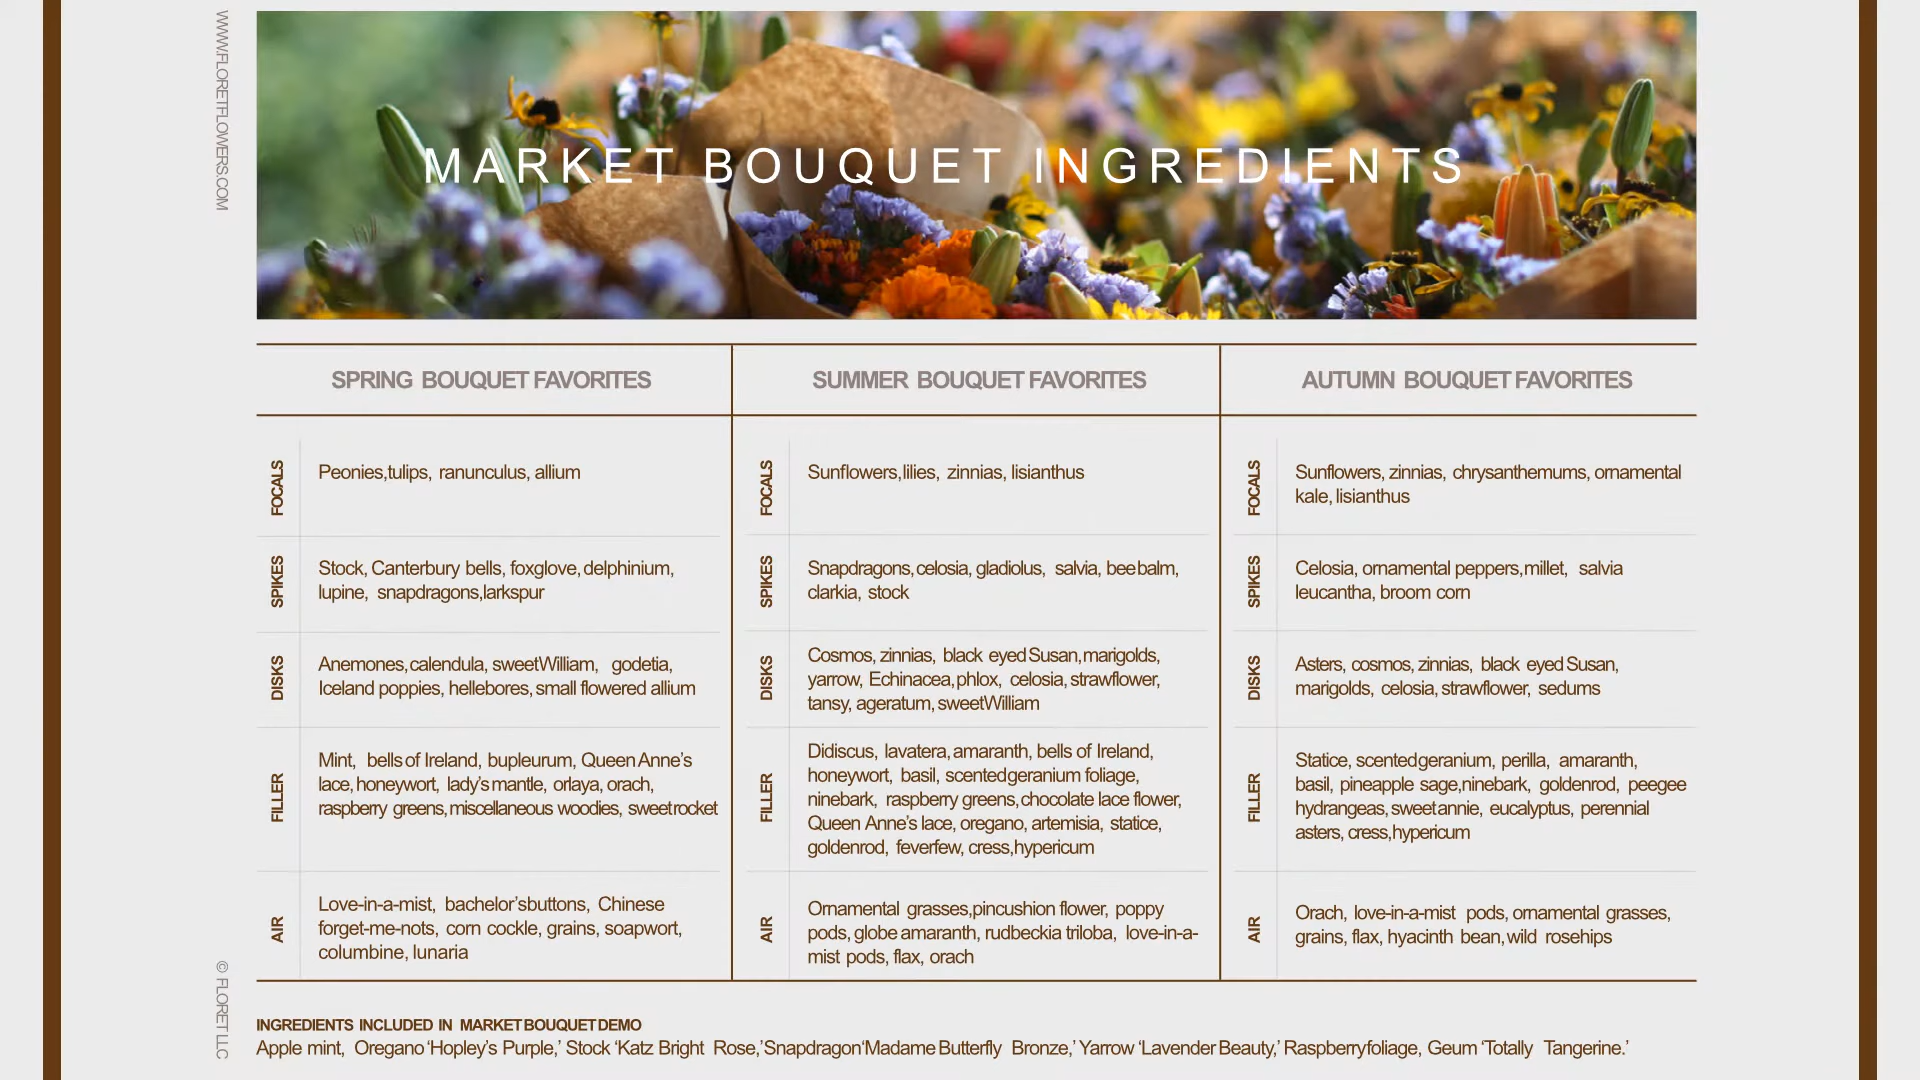 WWW.FLORETFLOWERS.COM
MARKET BOUQUET INGREDIENTS
SPRING BOUQUET FAVORITES
FOCALS
Peonies,tulips, ranunculus, allium
SPIKES
Stock, Canterbury bells, foxglove, delphinium,
lupine, snapdragons,larkspur
DISKS
Anemones,calendula, sweetWilliam, godetia,
Iceland poppies, hellebores, small flowered allium
FILLER
Mint, bells of Ireland, bupleurum, Queen Anne’s
lace, honeywort, lady’s mantle, orlaya, orach,
raspberry greens, miscellaneous woodies, sweet rocket
AIR
Love-in-a-mist, bachelor’sbuttons, Chinese
forget-me-nots, corn cockle, grains, soapwort,
columbine, lunaria
SUMMER BOUQUET FAVORITES
FOCALS
Sunflowers,lilies, zinnias, lisianthus
SPIKES
Snapdragons, celosia, gladiolus, salvia, bee balm,
clarkia, stock
DISKS
Cosmos, zinnias, black eyed Susan, marigolds,
yarrow, Echinacea, phlox, celosia, strawflower,
tansy, ageratum, sweetWilliam
FILLER
Didiscus, lavatera, amaranth, bells of Ireland,
honeywort, basil, scentedgeranium foliage,
ninebark, raspberry greens, chocolate lace flower,
Queen Anne’s lace, oregano, artemisia, statice,
goldenrod, feverfew, cress,hypericum
AIR
Ornamental grasses,pincushion flower, poppy
pods, globe amaranth, rudbeckia triloba, love-in-a-
mist pods, flax, orach
AUTUMN BOUQUET FAVORITES
FOCALS
Sunflowers, zinnias, chrysanthemums, ornamental
kale, lisianthus
SPIKES
Celosia, ornamental peppers,millet, salvia
leucantha, broom corn
DISKS
Asters, cosmos, zinnias, black eyed Susan,
marigolds, celosia, strawflower, sedums
FILLER
Statice, scentedgeranium, perilla, amaranth,
basil, pineapple sage,ninebark, goldenrod, peegee
hydrangeas, sweet annie, eucalyptus, perennial
asters, cress,hypericum
AIR
Orach, love-in-a-mist pods, ornamental grasses,
grains, flax, hyacinth bean, wild rosehips
© FLORET LLC
INGREDIENTS INCLUDED IN MARKET BOUQUET DEMO
Apple mint, Oregano ‘Hopley’s Purple,’ Stock ‘Katz Bright Rose,’ Snapdragon‘Madame Butterfly Bronze,’ Yarrow ‘Lavender Beauty,’ Raspberryfoliage, Geum ‘Totally Tangerine.’